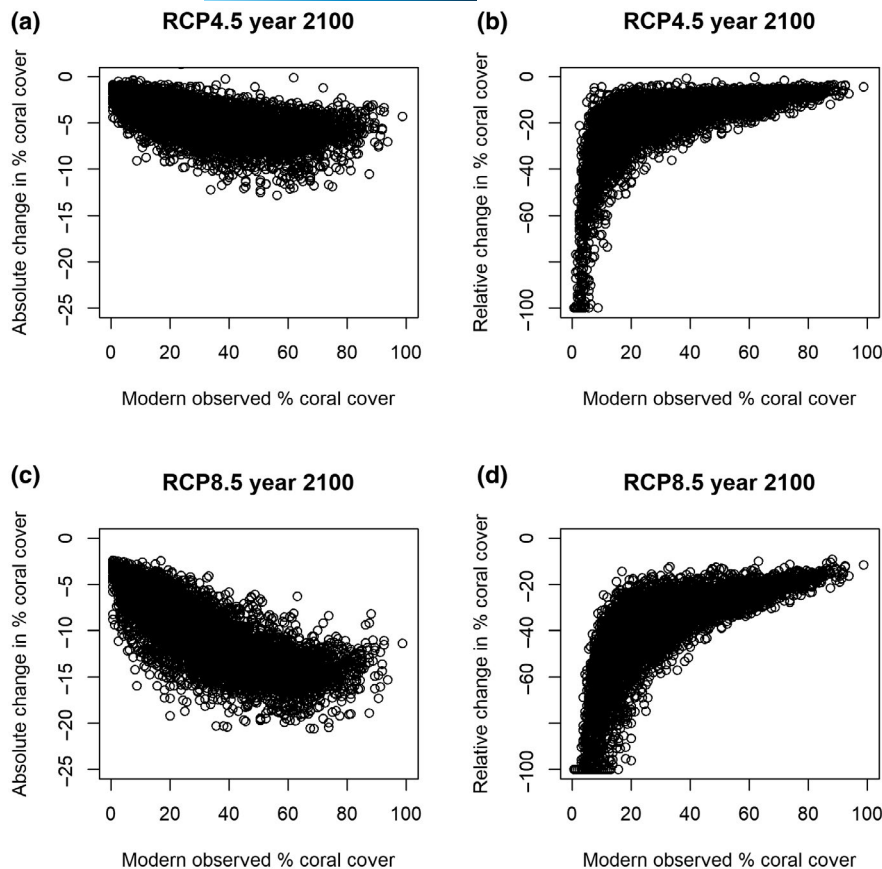 (a) RCP4.5 year 2100
Absolute change in % coral cover
0
−5
−10
−15
−20
−25
0 20 40 60 80 100
Modern observed % coral cover
(b) RCP4.5 year 2100
Relative change in % coral cover
0
−20
−40
−60
−100
0 20 40 60 80 100
Modern observed % coral cover
(c) RCP8.5 year 2100
Absolute change in % coral cover
0
−5
−10
−15
−20
−25
0 20 40 60 80 100
Modern observed % coral cover
(d) RCP8.5 year 2100
Relative change in % coral cover
0
−20
−40
−60
−100
0 20 40 60 80 100
Modern observed % coral cover